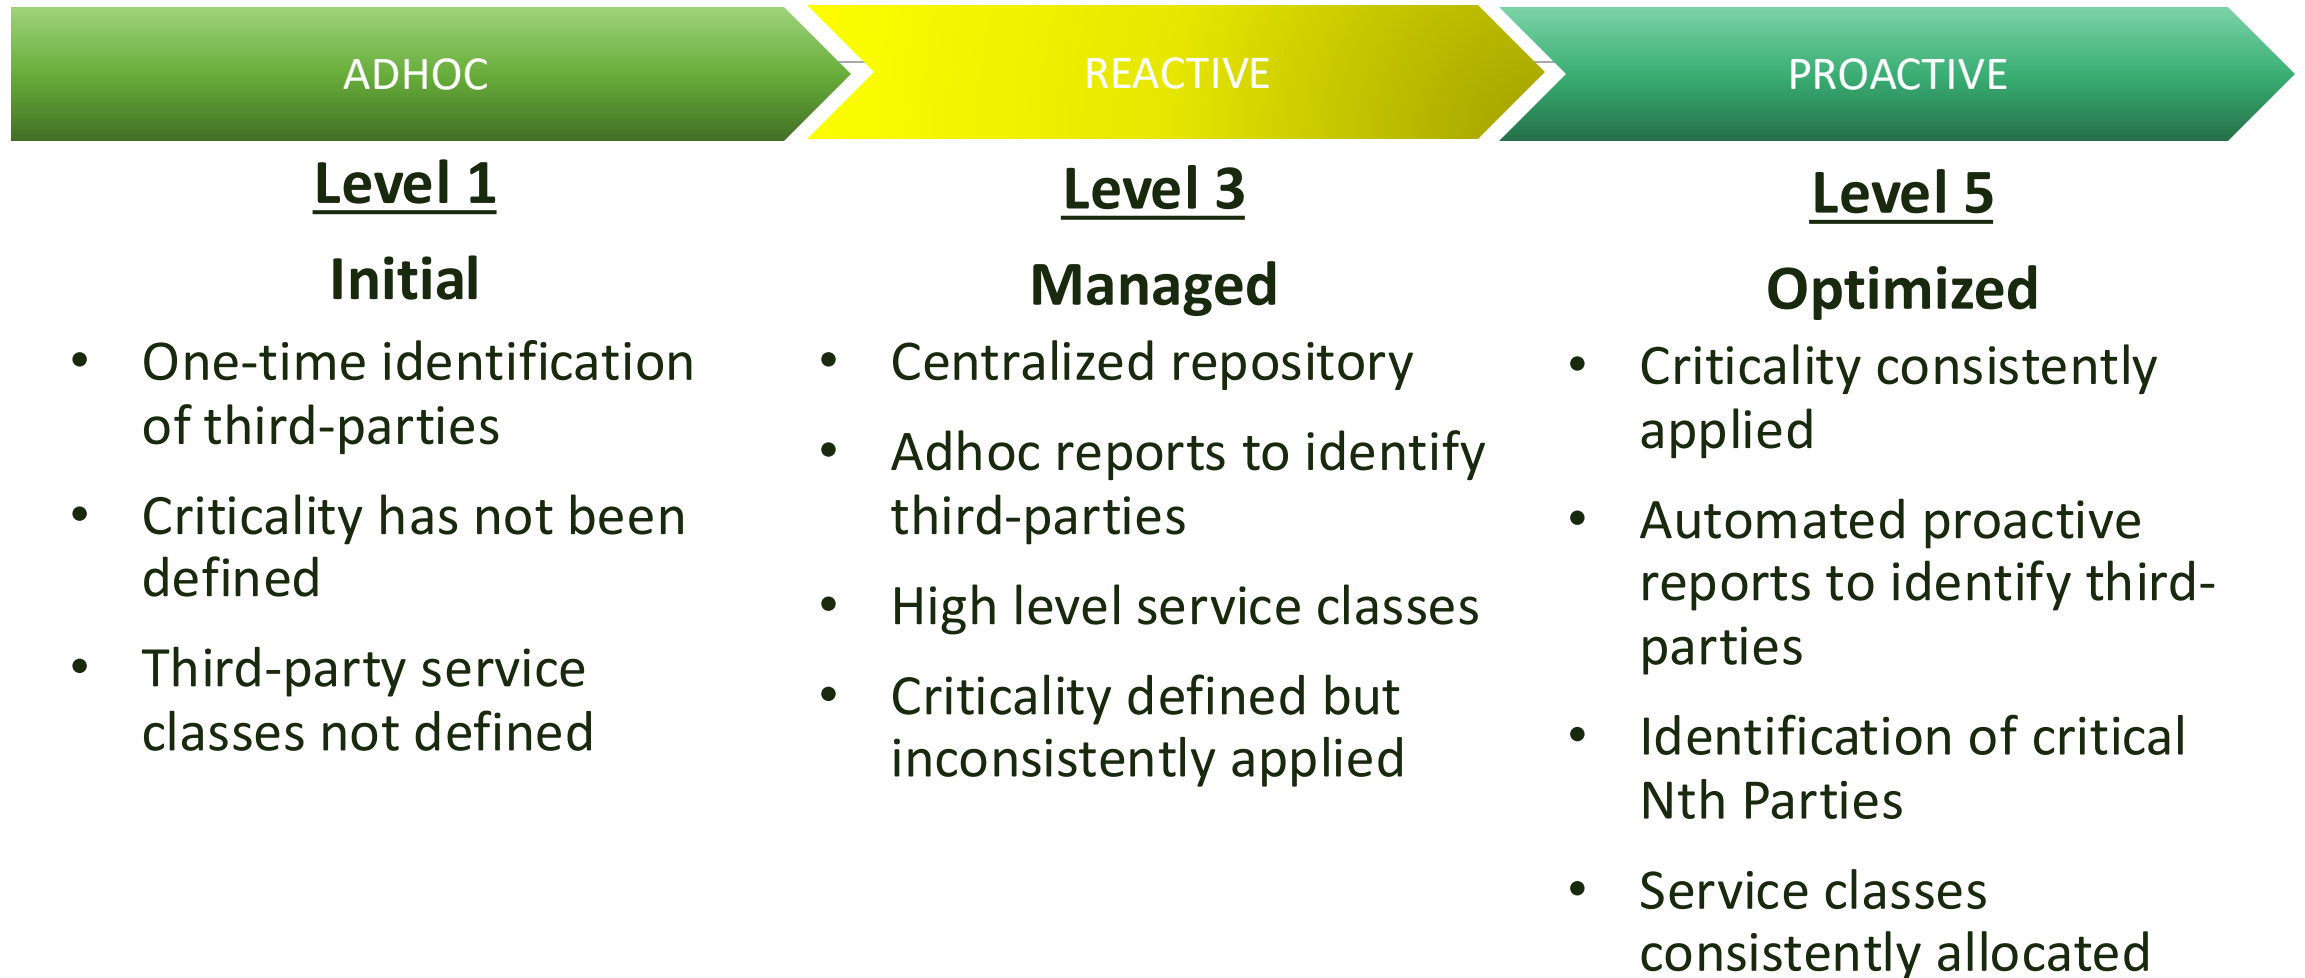 ADHOC
REACTIVE
PROACTIVE
Level 1
Initial
• One-time identification
of third-parties
• Criticality has not been
defined
• Third-party service
classes not defined
Level 3
Managed
• Centralized repository
• Adhoc reports to identify
third-parties
• High level service classes
• Criticality defined but
inconsistently applied
Level 5
Optimized
• Criticality consistently
applied
• Automated proactive
reports to identify third-
parties
• Identification of critical
Nth Parties
• Service classes
consistently allocated